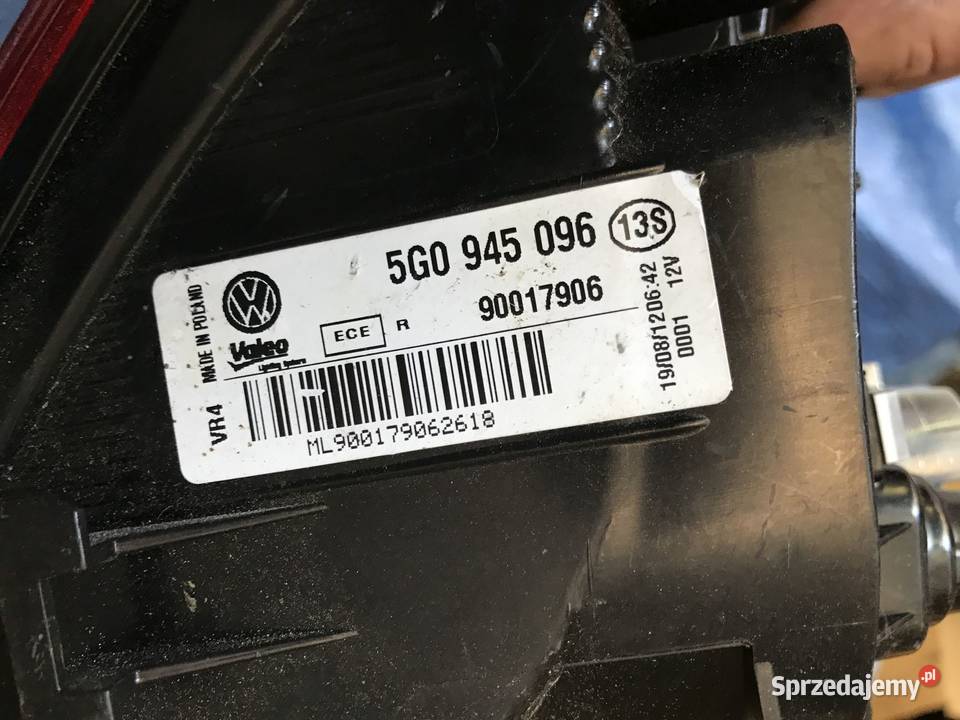 5G0 945 096 13S
90017906
MADE IN POLAND
Valeo
ECE R
VR4
ML900179062618
19/08/12 06:42
0001 12V
Sprzedajemy.pl